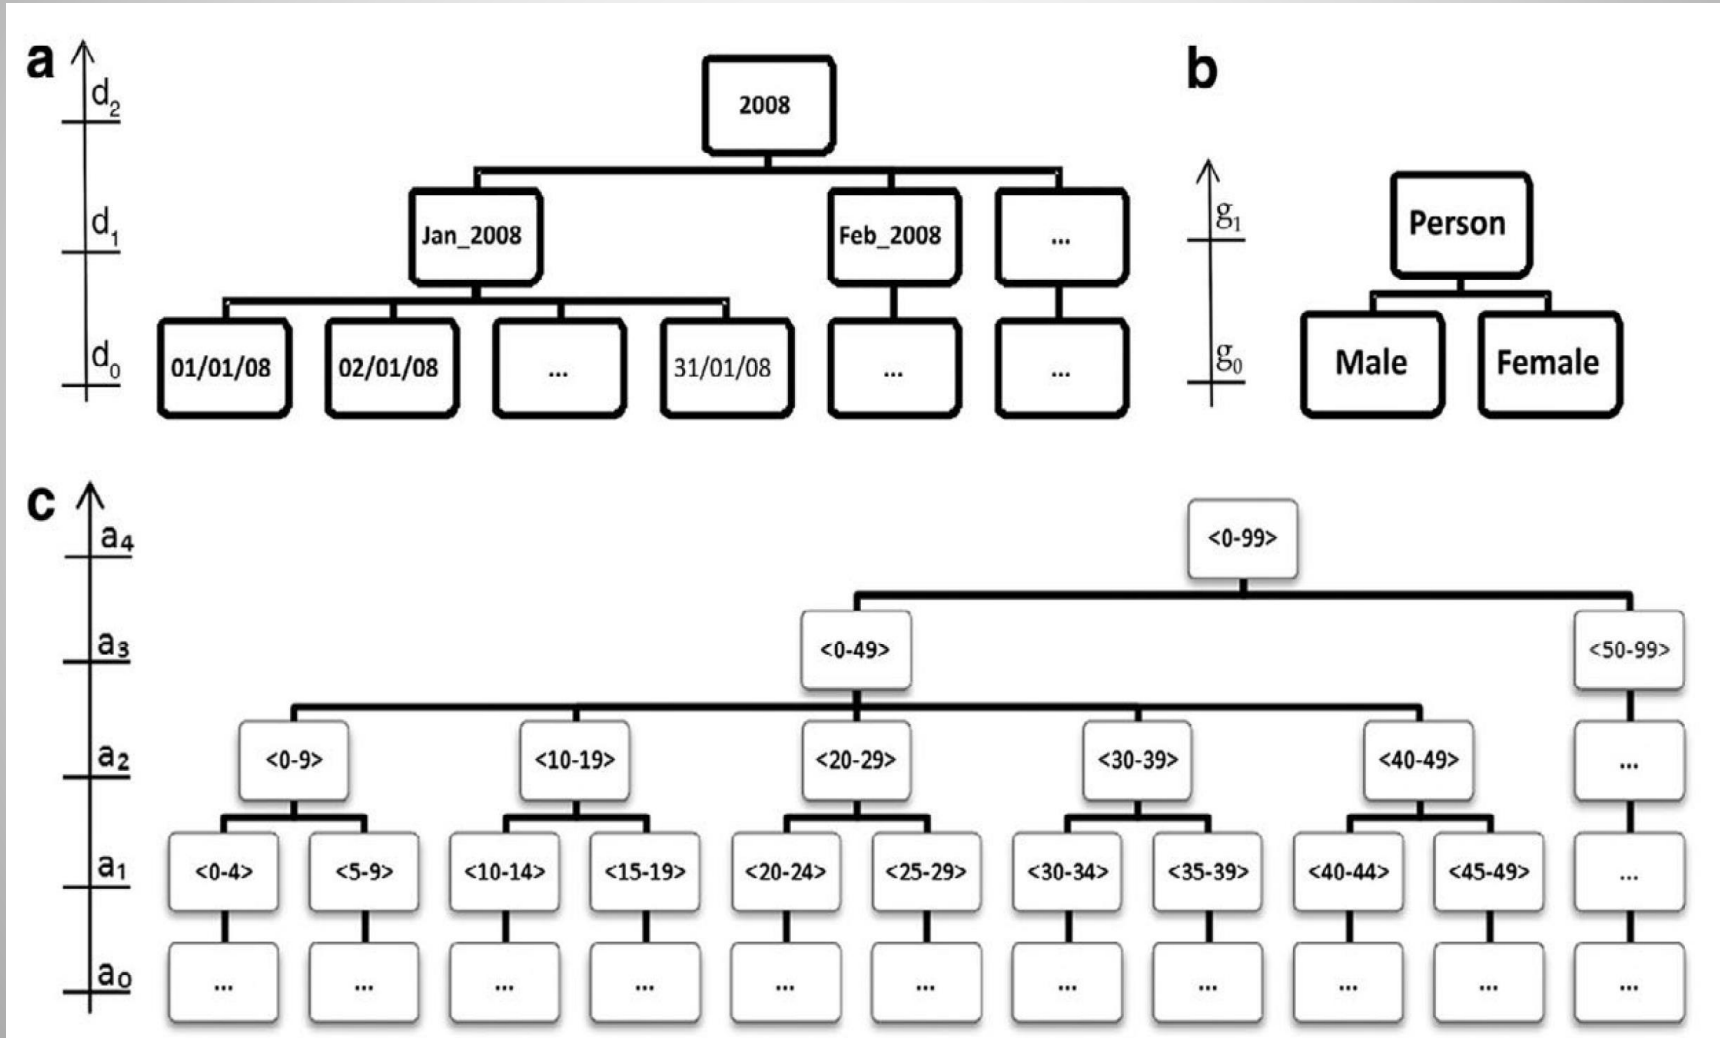 a
d2
2008
d1
Jan_2008
Feb_2008
...
d0
01/01/08
02/01/08
...
31/01/08
...
...
b
g1
Person
g0
Male
Female
c
a4
<0-99>
a3
<0-49>
<50-99>
a2
<0-9>
<10-19>
<20-29>
<30-39>
<40-49>
...
a1
<0-4>
<5-9>
<10-14>
<15-19>
<20-24>
<25-29>
<30-34>
<35-39>
<40-44>
<45-49>
...
a0
...
...
...
...
...
...
...
...
...
...
...